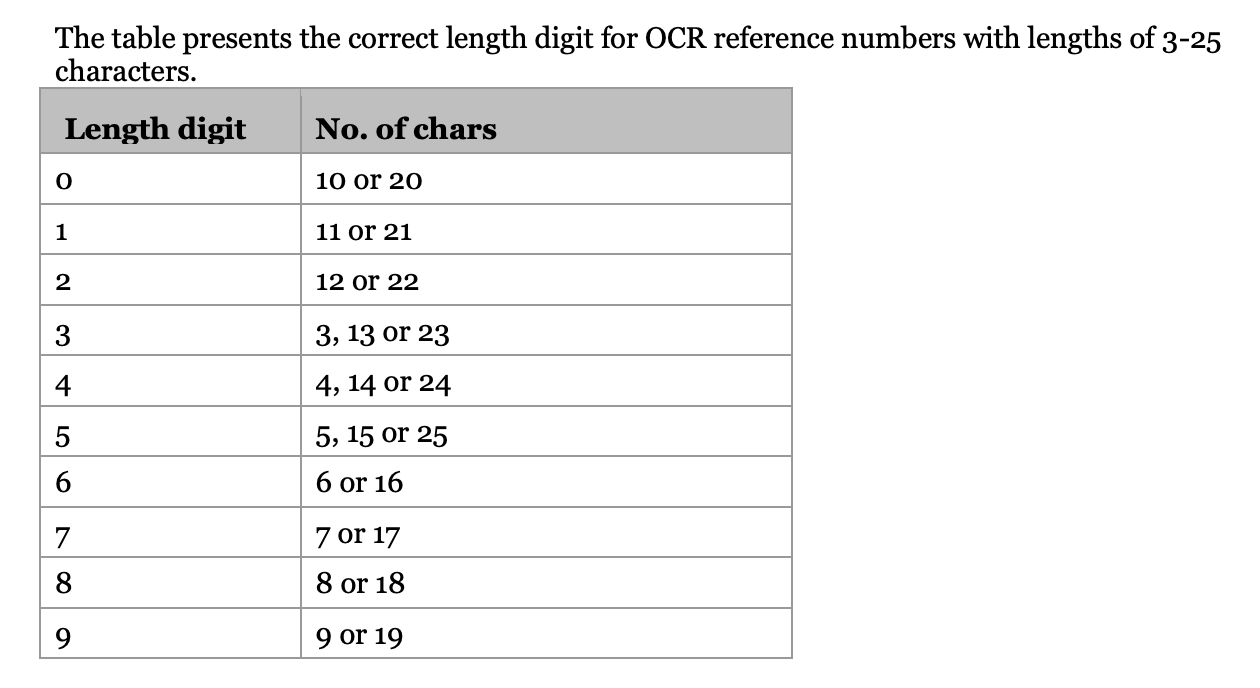 The table presents the correct length digit for OCR reference numbers with lengths of 3-25
characters.
Length digit No. of chars
0 10 or 20
1 11 or 21
2 12 or 22
3 3, 13 or 23
4 4, 14 or 24
5 5, 15 or 25
6 6 or 16
7 7 or 17
8 8 or 18
9 9 or 19